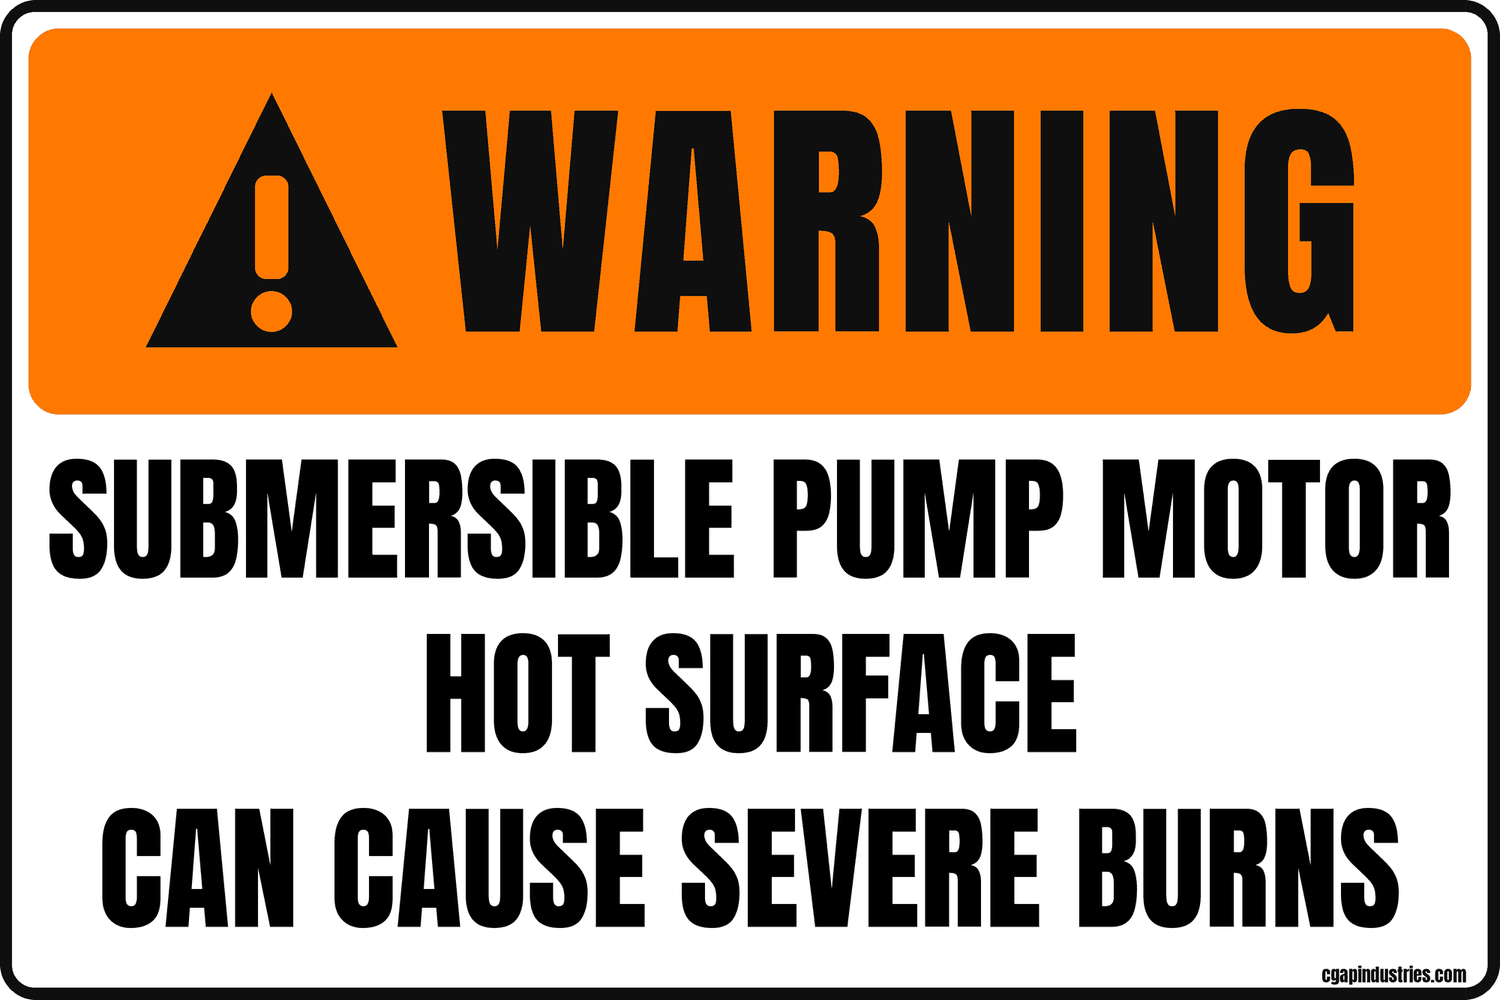 WARNING
SUBMERSIBLE PUMP MOTOR
HOT SURFACE
CAN CAUSE SEVERE BURNS
cgapindustries.com